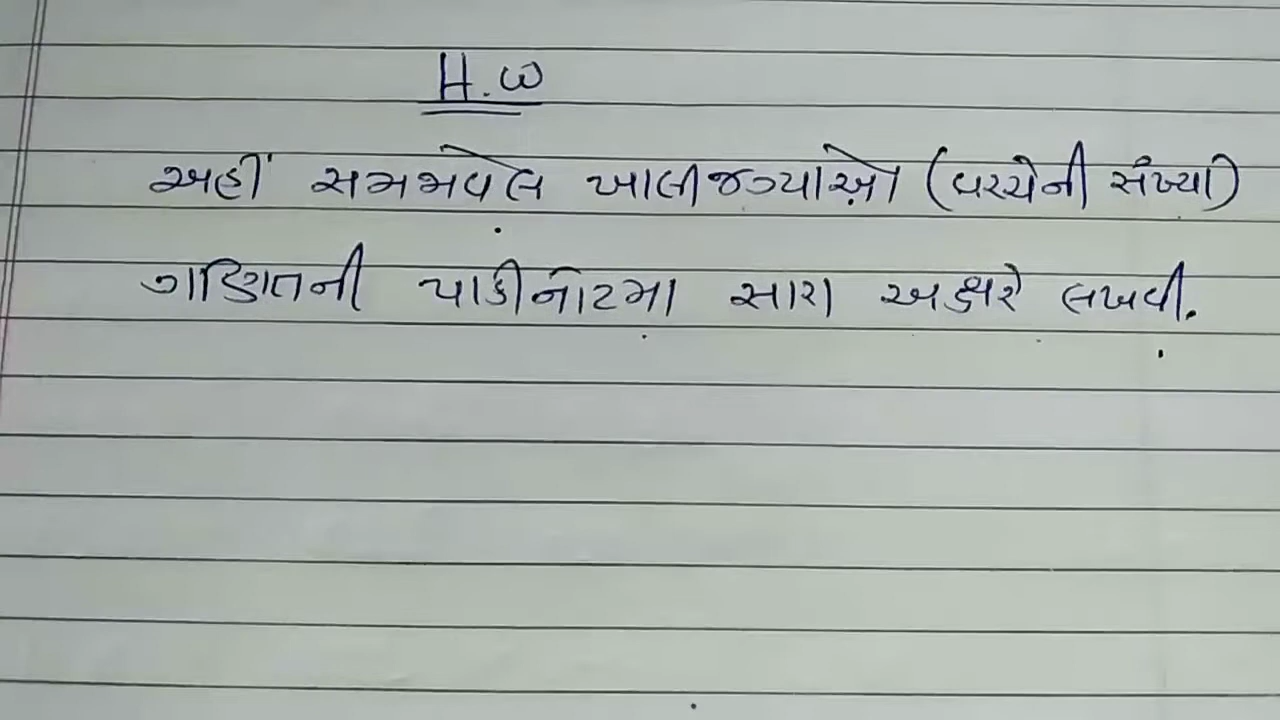 H.W
અહીં સમજાવેલ ખાલીજગ્યાઓ (વચ્ચેની સંખ્યા)
ગણિતની પાકીનોટમા સારા અક્ષરે લખવી.